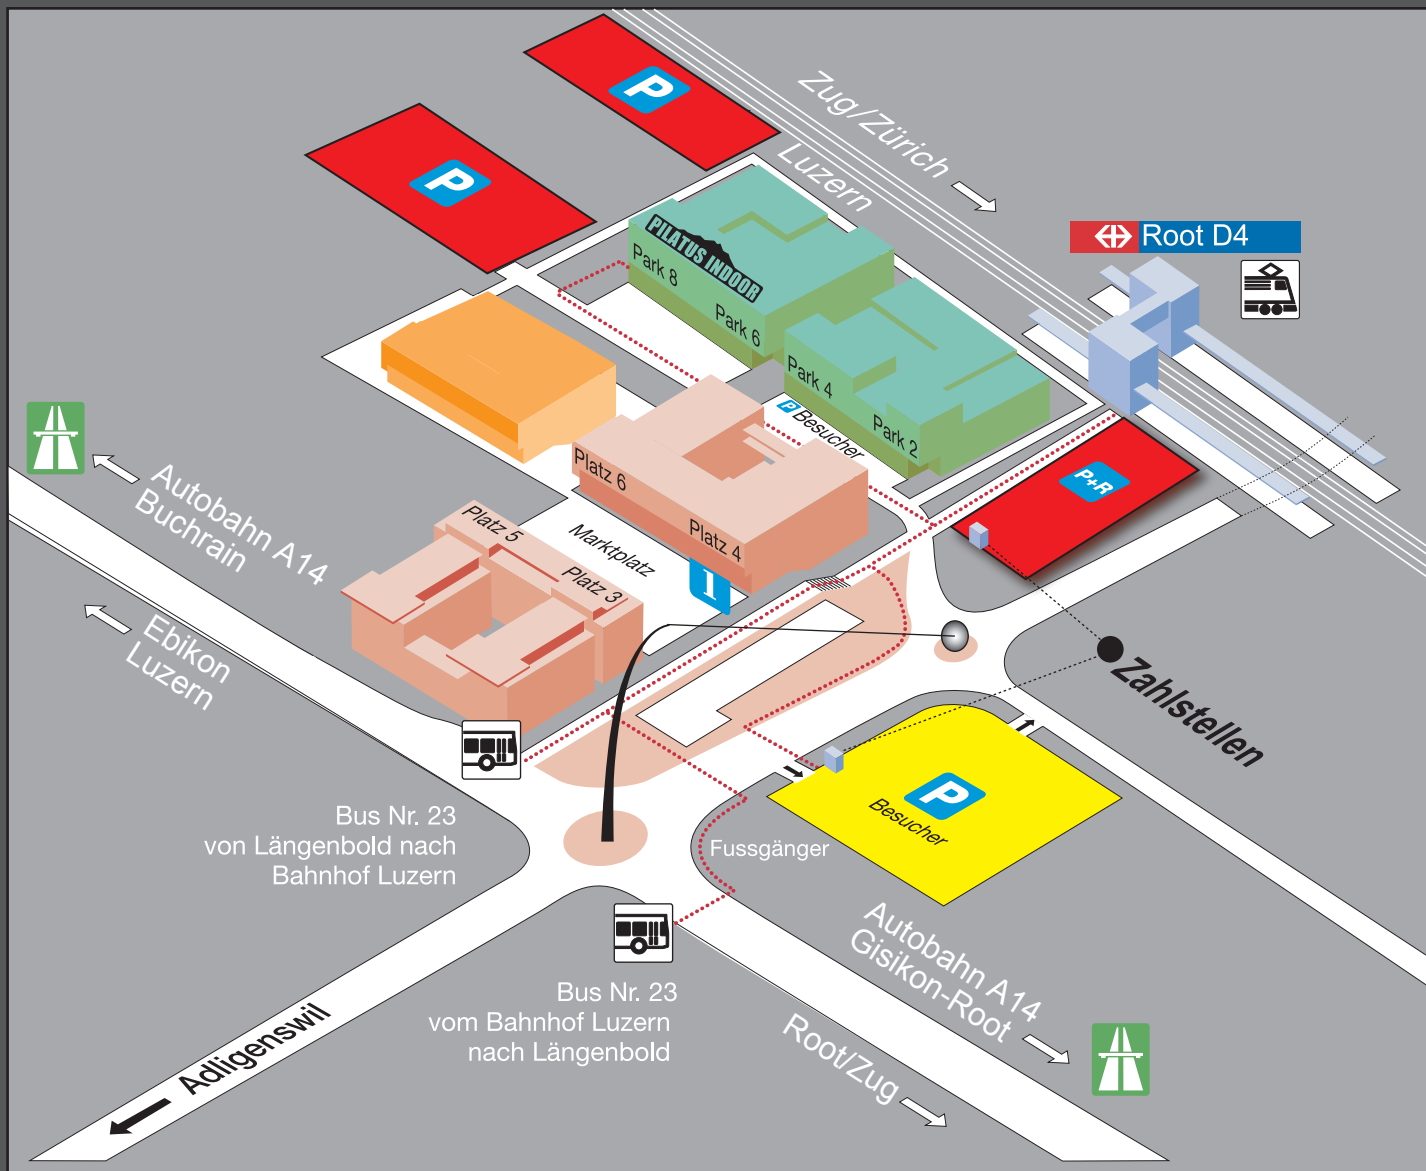 P
P
Zug/Zürich
Luzern
Root D4
PILATUS INDOOR
Park 8
Park 6
Park 4
Park 2
P Besucher
P+R
Platz 6
Platz 4
Platz 5
Platz 3
Marktplatz
i
Autobahn A14
Buchrain
Ebikon
Luzern
Zahlstellen
P
Besucher
Bus Nr. 23
von Längenbold nach
Bahnhof Luzern
Fussgänger
Bus Nr. 23
vom Bahnhof Luzern
nach Längenbold
Autobahn A14
Gisikon-Root
Root/Zug
Adligenswil